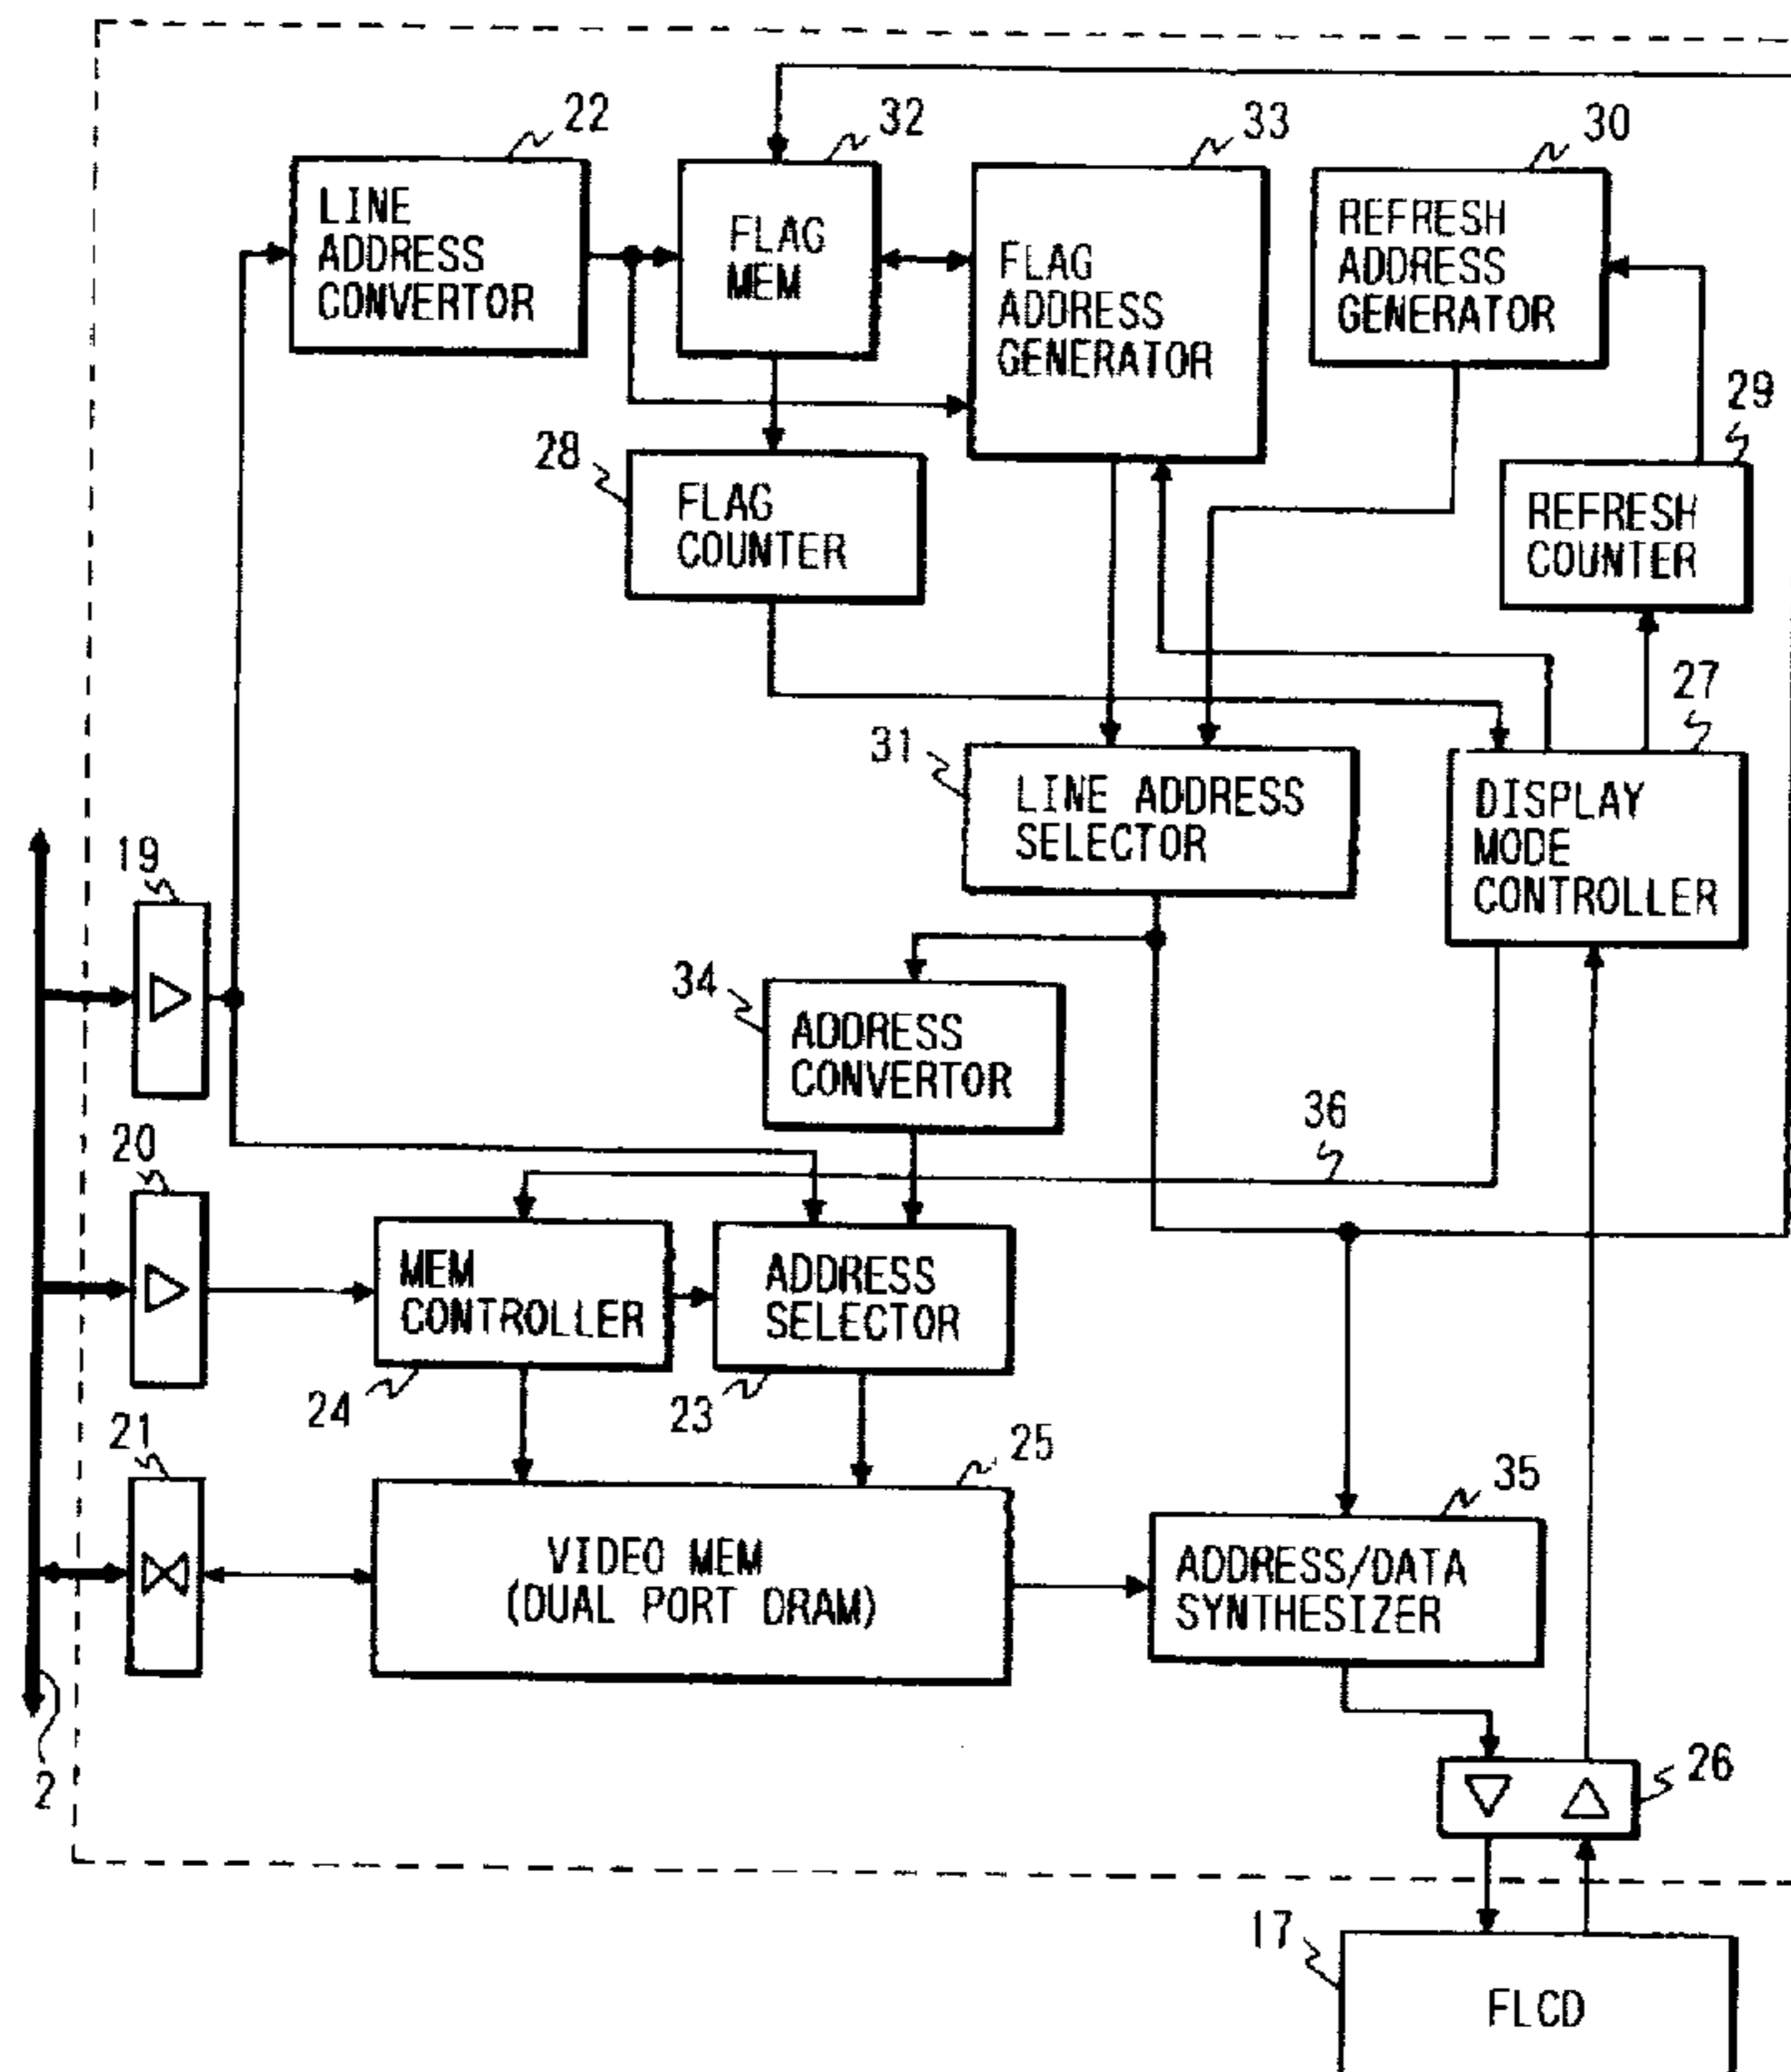 22
32
33
30
LINE
ADDRESS
CONVERTOR
FLAG
MEM
FLAG
ADDRESS
GENERATOR
REFRESH
ADDRESS
GENERATOR
29
28
FLAG
COUNTER
REFRESH
COUNTER
27
31
LINE ADDRESS
SELECTOR
DISPLAY
MODE
CONTROLLER
19
34
ADDRESS
CONVERTOR
36
20
MEM
CONTROLLER
ADDRESS
SELECTOR
24
23
21
25
35
VIDEO MEM
(DUAL PORT DRAM)
ADDRESS/DATA
SYNTHESIZER
2
26
17
FLCD